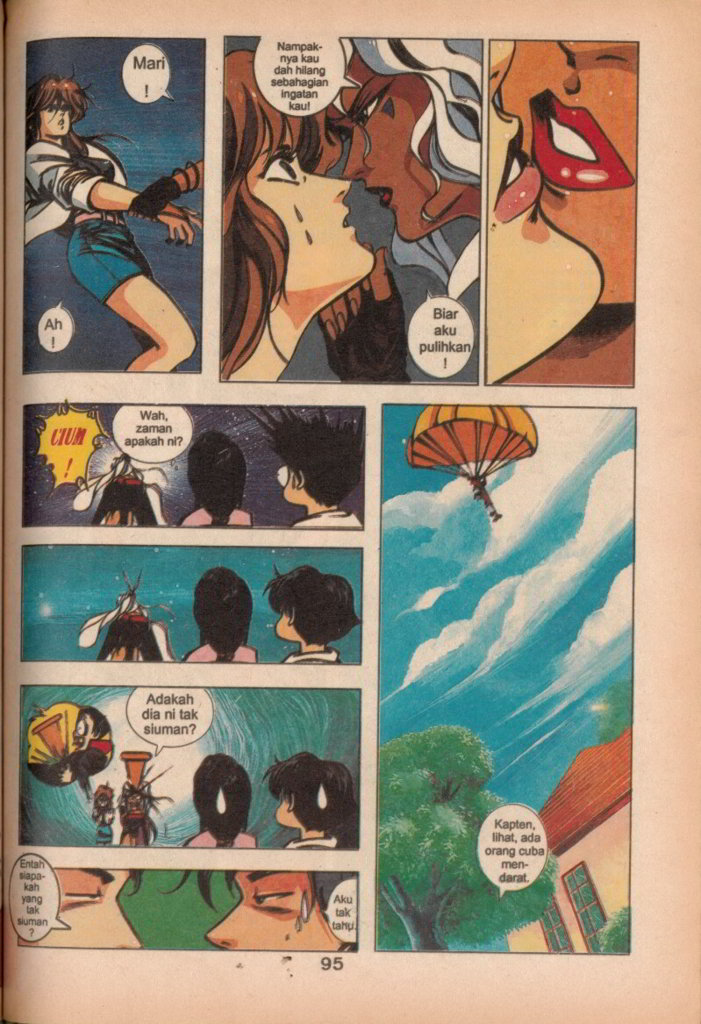 Mari
!
Ah
!
Nampak-
nya kau
dah hilang
sebahagian
ingatan
kau!
Biar
aku
pulihkan
!
CIUM
!
Wah,
zaman
apakah ni?
Adakah
dia ni tak
siuman?
Entah
siapa-
kah
yang
tak
siuman
?
Aku
tak
tahu.
Kapten,
lihat, ada
orang cuba
men-
darat.
95